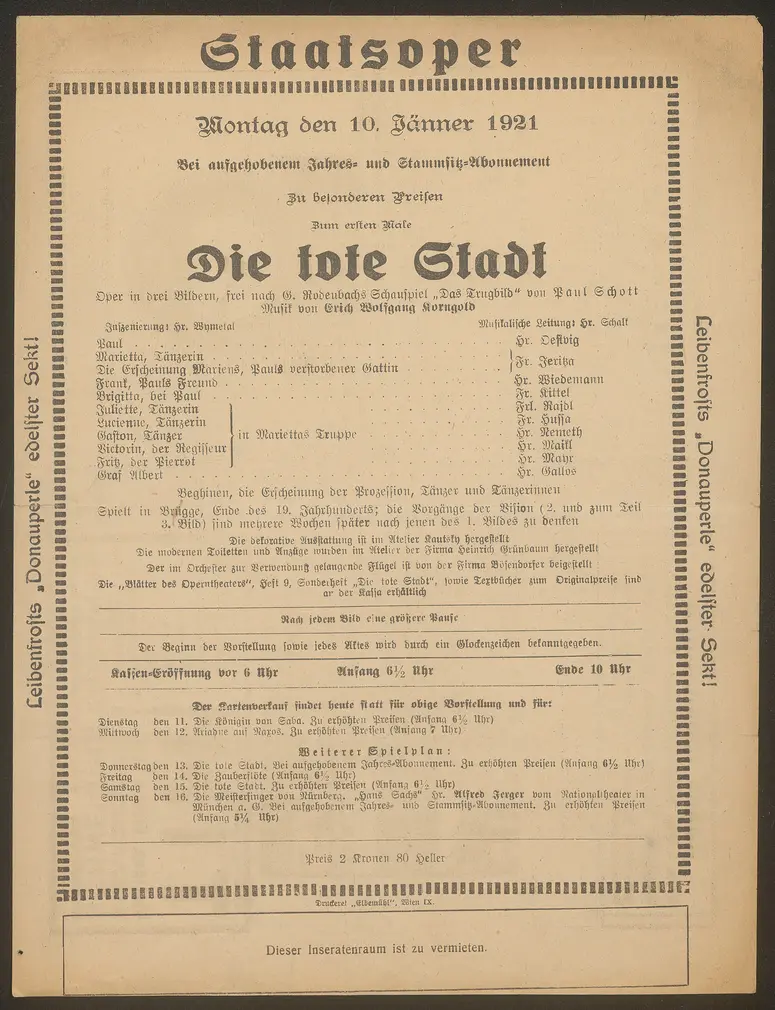 Staatsoper
Montag den 10. Jänner 1921
Bei aufgehobenem Jahres- und Stammsitz-Abonnement
Zu besonderen Preisen
Zum ersten Male
Die tote Stadt
Oper in drei Bildern, frei nach G. Rodenbachs Schauspiel „Das Trugbild“ von Paul Schott
Musik von Erich Wolfgang Korngold
Inszenierung: Hr. Wymetal Musikalische Leitung: Hr. Schalk
Paul . . . . . . . . . . Hr. Oestvig
Marietta, Tänzerin . . . . . . . . . .
Die Erscheinung Mariens, Pauls verstorbener Gattin . . . . . } Fr. Jeritza
Frank, Pauls Freund . . . . . . . . . . Hr. Wiedemann
Brigitta, bei Paul . . . . . . . . . . Fr. Kittel
Juliette, Tänzerin Frl. Rajdl
Lucienne, Tänzerin Fr. Hussa
Gaston, Tänzer } in Mariettas Truppe . . . . . Hr. Nemeth
Victorin, der Regisseur Hr. Maikl
Fritz, der Pierrot Hr. Mayr
Graf Albert . . . . . . . . . . Hr. Gallos
Beghinen, die Erscheinung der Prozession, Tänzer und Tänzerinnen
Spielt in Brügge, Ende des 19. Jahrhunderts; die Vorgänge der Vision (2. und zum Teil
3. Bild) sind mehrere Wochen später nach jenen des 1. Bildes zu denken
Die dekorative Ausstattung ist im Atelier Kautsky hergestellt
Die modernen Toiletten und Anzüge wurden im Atelier der Firma Heinrich Grünbaum hergestellt
Der im Orchester zur Verwendung gelangende Flügel ist von der Firma Bösendorfer beigestellt
Die „Blätter des Operntheaters“, Heft 9, Sonderheft „Die tote Stadt“, sowie Textbücher zum Originalpreise sind
an der Kassa erhältlich
Nach jedem Bild eine größere Pause
Der Beginn der Vorstellung sowie jedes Aktes wird durch ein Glockenzeichen bekanntgegeben.
Kassen-Eröffnung vor 6 Uhr Anfang 6½ Uhr Ende 10 Uhr
Der Kartenverkauf findet heute statt für obige Vorstellung und für:
Dienstag den 11. Die Königin von Saba. Zu erhöhten Preisen (Anfang 6½ Uhr)
Mittwoch den 12. Ariadne auf Naxos. Zu erhöhten Preisen (Anfang 7 Uhr)
Weiterer Spielplan:
Donnerstag den 13. Die tote Stadt. Bei aufgehobenem Jahres-Abonnement. Zu erhöhten Preisen (Anfang 6½ Uhr)
Freitag den 14. Die Zauberflöte (Anfang 6½ Uhr)
Samstag den 15. Die tote Stadt. Zu erhöhten Preisen (Anfang 6½ Uhr)
Sonntag den 16. Die Meistersinger von Nürnberg. „Hans Sachs“ Hr. Alfred Jerger vom Nationaltheater in
München a. G. Bei aufgehobenem Jahres- und Stammsitz-Abonnement. Zu erhöhten Preisen
(Anfang 5¼ Uhr)
Preis 2 Kronen 80 Heller
Druckerei „Elbemühl“, Wien IX.
Dieser Inseratenraum ist zu vermieten.
Leibenfrosts „Donauperle“ edelster Sekt!
Leibenfrosts „Donauperle“ edelster Sekt!